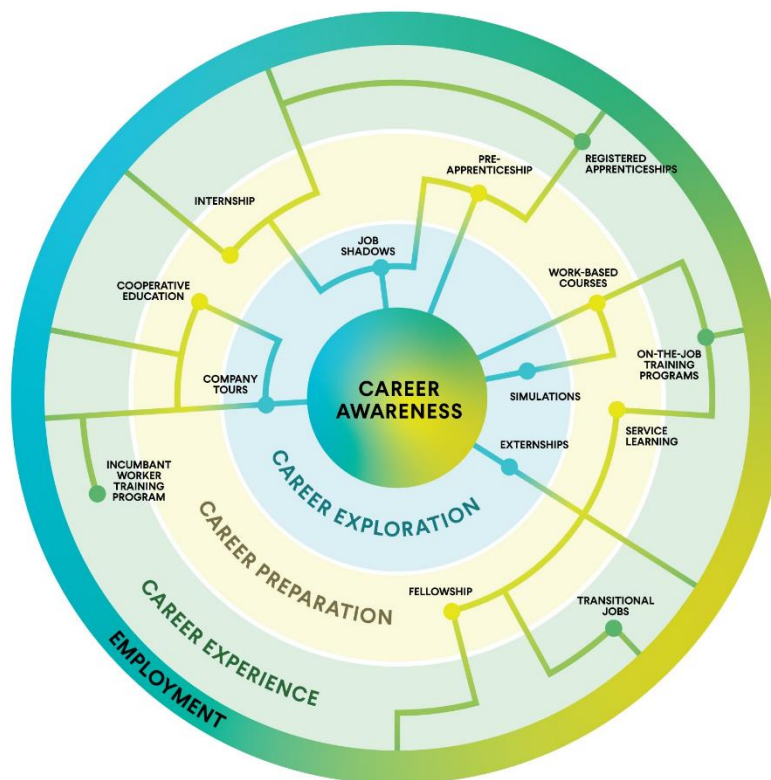 PRE-
APPRENTICESHIP
REGISTERED
APPRENTICESHIPS
INTERNSHIP
JOB
SHADOWS
COOPERATIVE
EDUCATION
WORK-BASED
COURSES
COMPANY
TOURS
CAREER
AWARENESS
SIMULATIONS
ON-THE-JOB
TRAINING
PROGRAMS
EXTERNSHIPS
SERVICE
LEARNING
INCUMBANT
WORKER
TRAINING
PROGRAM
CAREER EXPLORATION
CAREER PREPARATION
FELLOWSHIP
TRANSITIONAL
JOBS
CAREER EXPERIENCE
EMPLOYMENT